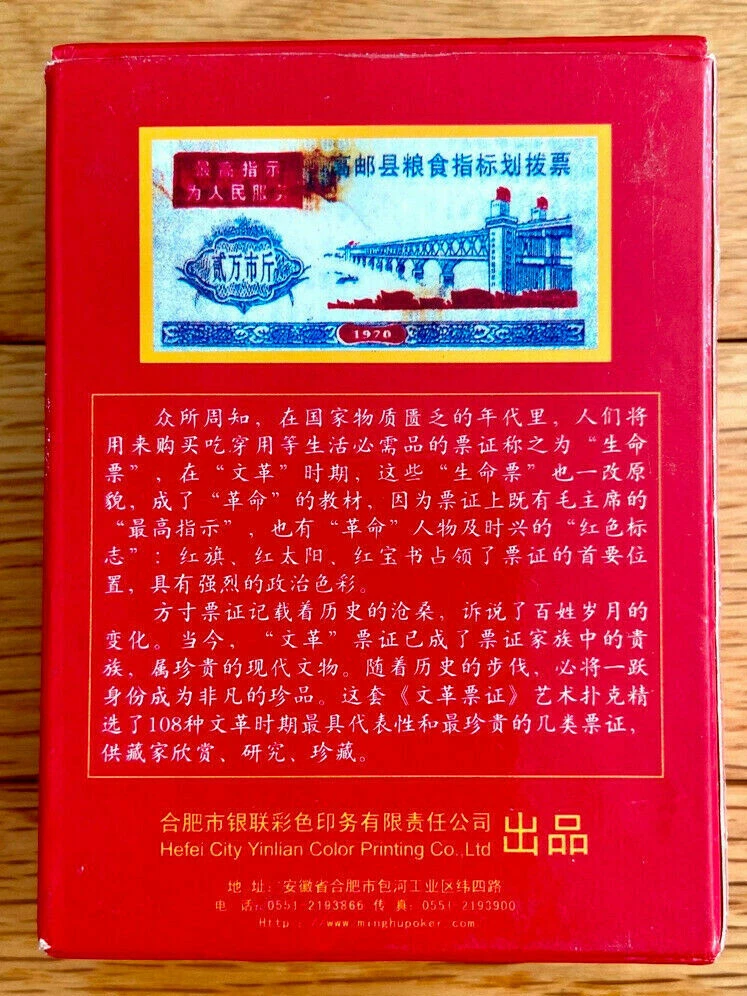 最高指示
为人民服务
高邮县粮食指标划拨票
贰万市斤
1970
众所周知，在国家物质匮乏的年代里，人们将
用来购买吃穿用等生活必需品的票证称之为“生命
票”，在“文革”时期，这些“生命票”也一改原
貌，成了“革命”的教材，因为票证上既有毛主席的
“最高指示”，也有“革命”人物及时兴的“红色标
志”：红旗、红太阳、红宝书占领了票证的首要位
置，具有强烈的政治色彩。
方寸票证记载着历史的沧桑，诉说了百姓岁月的
变化。当今，“文革”票证已成了票证家族中的贵
族，属珍贵的现代文物。随着历史的步伐，必将一跃
身份成为非凡的珍品。这套《文革票证》艺术扑克精
选了108种文革时期最具代表性和最珍贵的几类票证，
供藏家欣赏、研究、珍藏。
合肥市银联彩色印务有限责任公司 出品
Hefei City Yinlian Color Printing Co.,Ltd
地 址：安徽省合肥市包河工业区纬四路
电 话：0551-2193866 传 真：0551-2193900
Http：//www.minghupoker.com